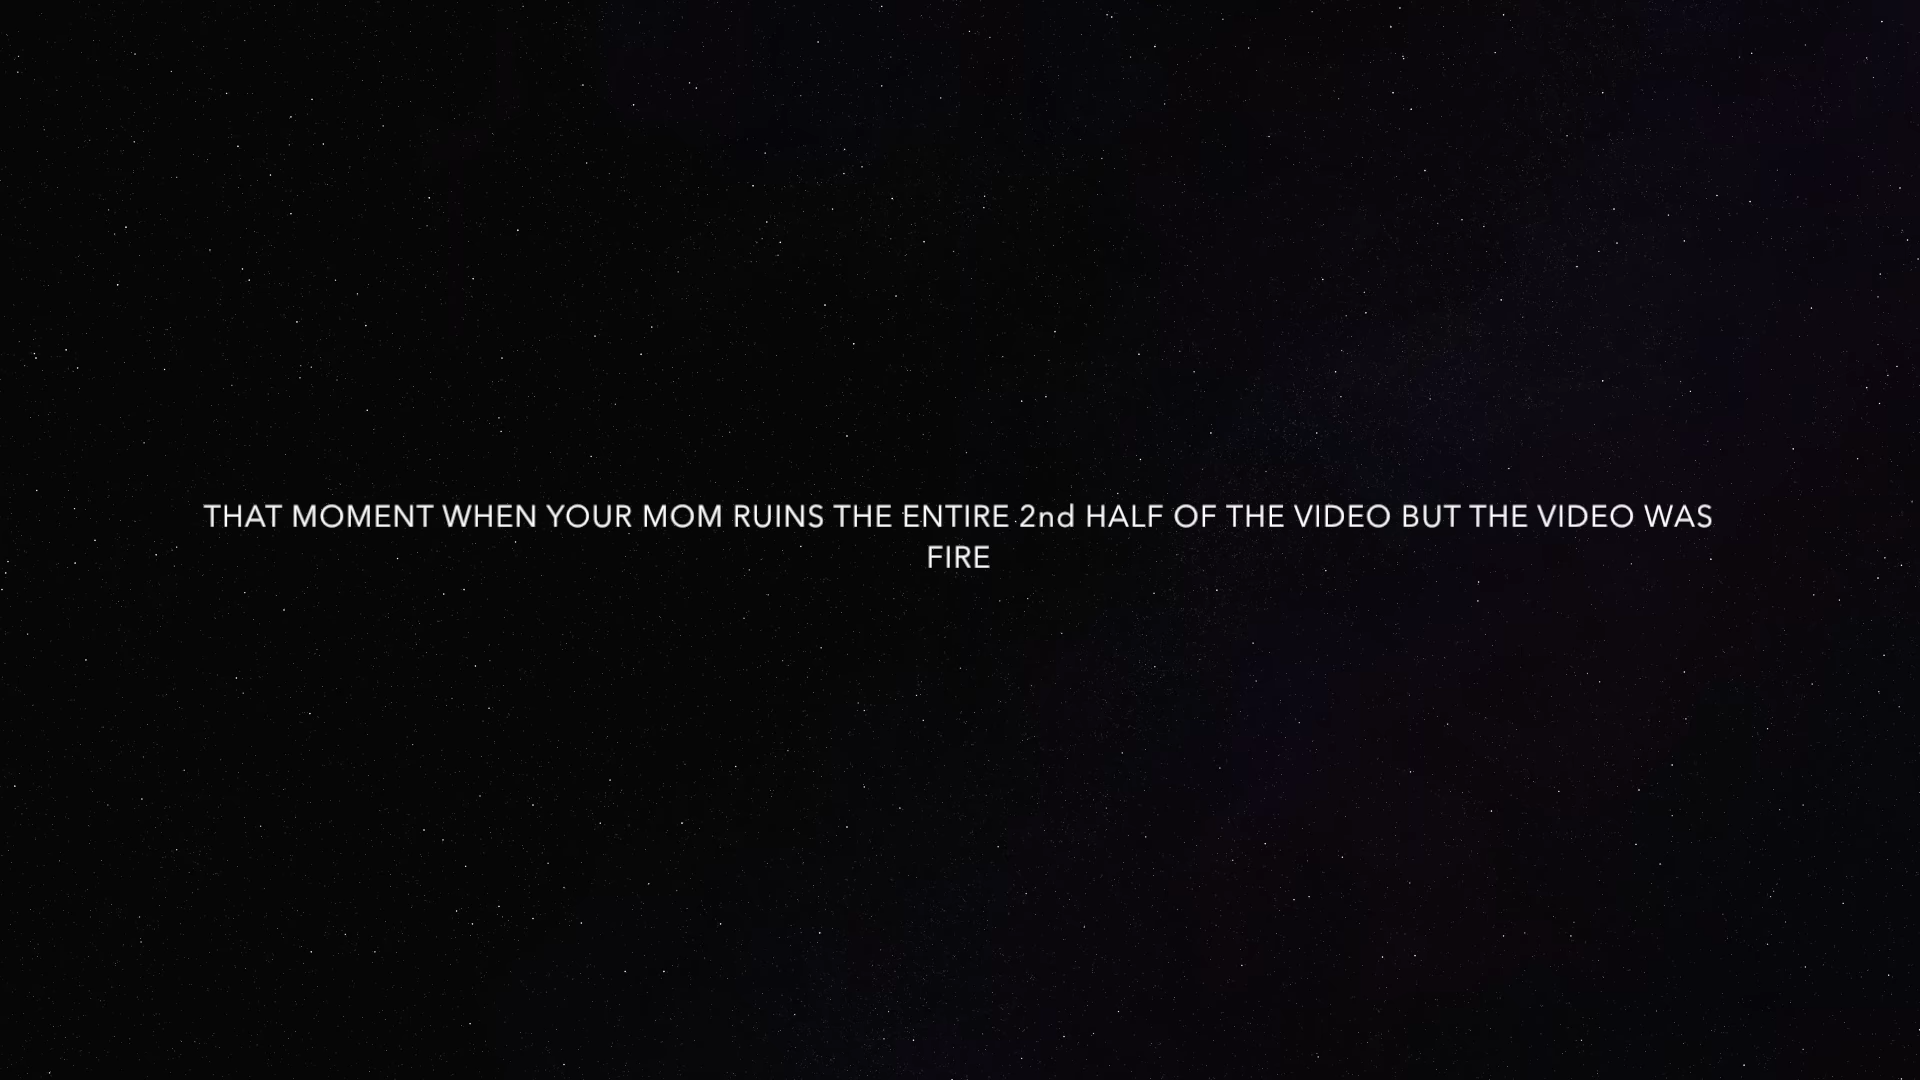 THAT MOMENT WHEN YOUR MOM RUINS THE ENTIRE 2nd HALF OF THE VIDEO BUT THE VIDEO WAS
FIRE